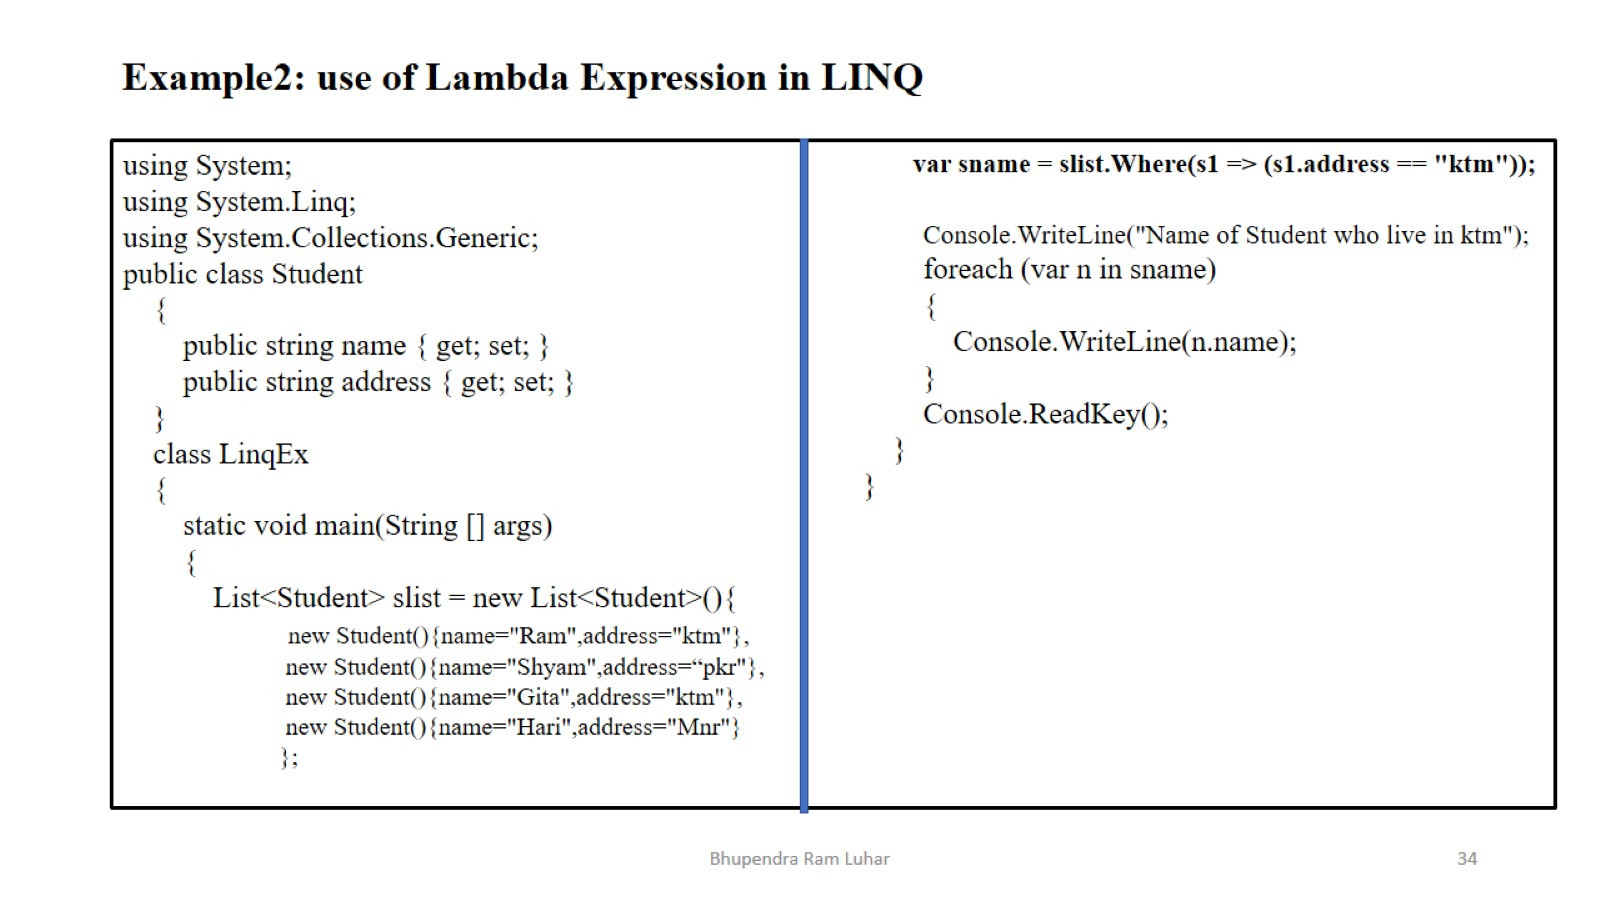 Example2: use of Lambda Expression in LINQ
using System;
using System.Linq;
using System.Collections.Generic;
public class Student
{
public string name { get; set; }
public string address { get; set; }
}
class LinqEx
{
static void main(String [] args)
{
List<Student> slist = new List<Student>(){
new Student(){name="Ram",address="ktm"},
new Student(){name="Shyam",address=“pkr"},
new Student(){name="Gita",address="ktm"},
new Student(){name="Hari",address="Mnr"}
};
var sname = slist.Where(s1 => (s1.address == "ktm"));
Console.WriteLine("Name of Student who live in ktm");
foreach (var n in sname)
{
Console.WriteLine(n.name);
}
Console.ReadKey();
}
}
Bhupendra Ram Luhar
34